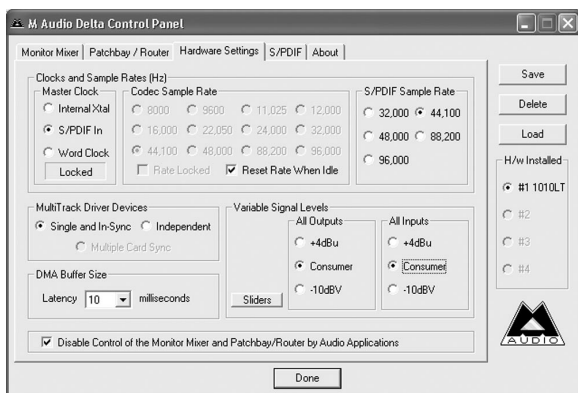 M Audio Delta Control Panel
Monitor Mixer Patchbay / Router Hardware Settings S/PDIF About
Clocks and Sample Rates (Hz)
Master Clock
Internal Xtal
S/PDIF In
Word Clock
Locked
Codec Sample Rate
8000 9600 11,025 12,000
16,000 22,050 24,000 32,000
44,100 48,000 88,200 96,000
Rate Locked Reset Rate When Idle
S/PDIF Sample Rate
32,000 44,100
48,000 88,200
96,000
MultiTrack Driver Devices
Single and In-Sync Independent
Multiple Card Sync
DMA Buffer Size
Latency 10 milliseconds
Variable Signal Levels
Sliders
All Outputs
+4dBu
Consumer
-10dBV
All Inputs
+4dBu
Consumer
-10dBV
Disable Control of the Monitor Mixer and Patchbay/Router by Audio Applications
Save
Delete
Load
H/w Installed
#1 1010LT
#2
#3
#4
M
AUDIO
Done